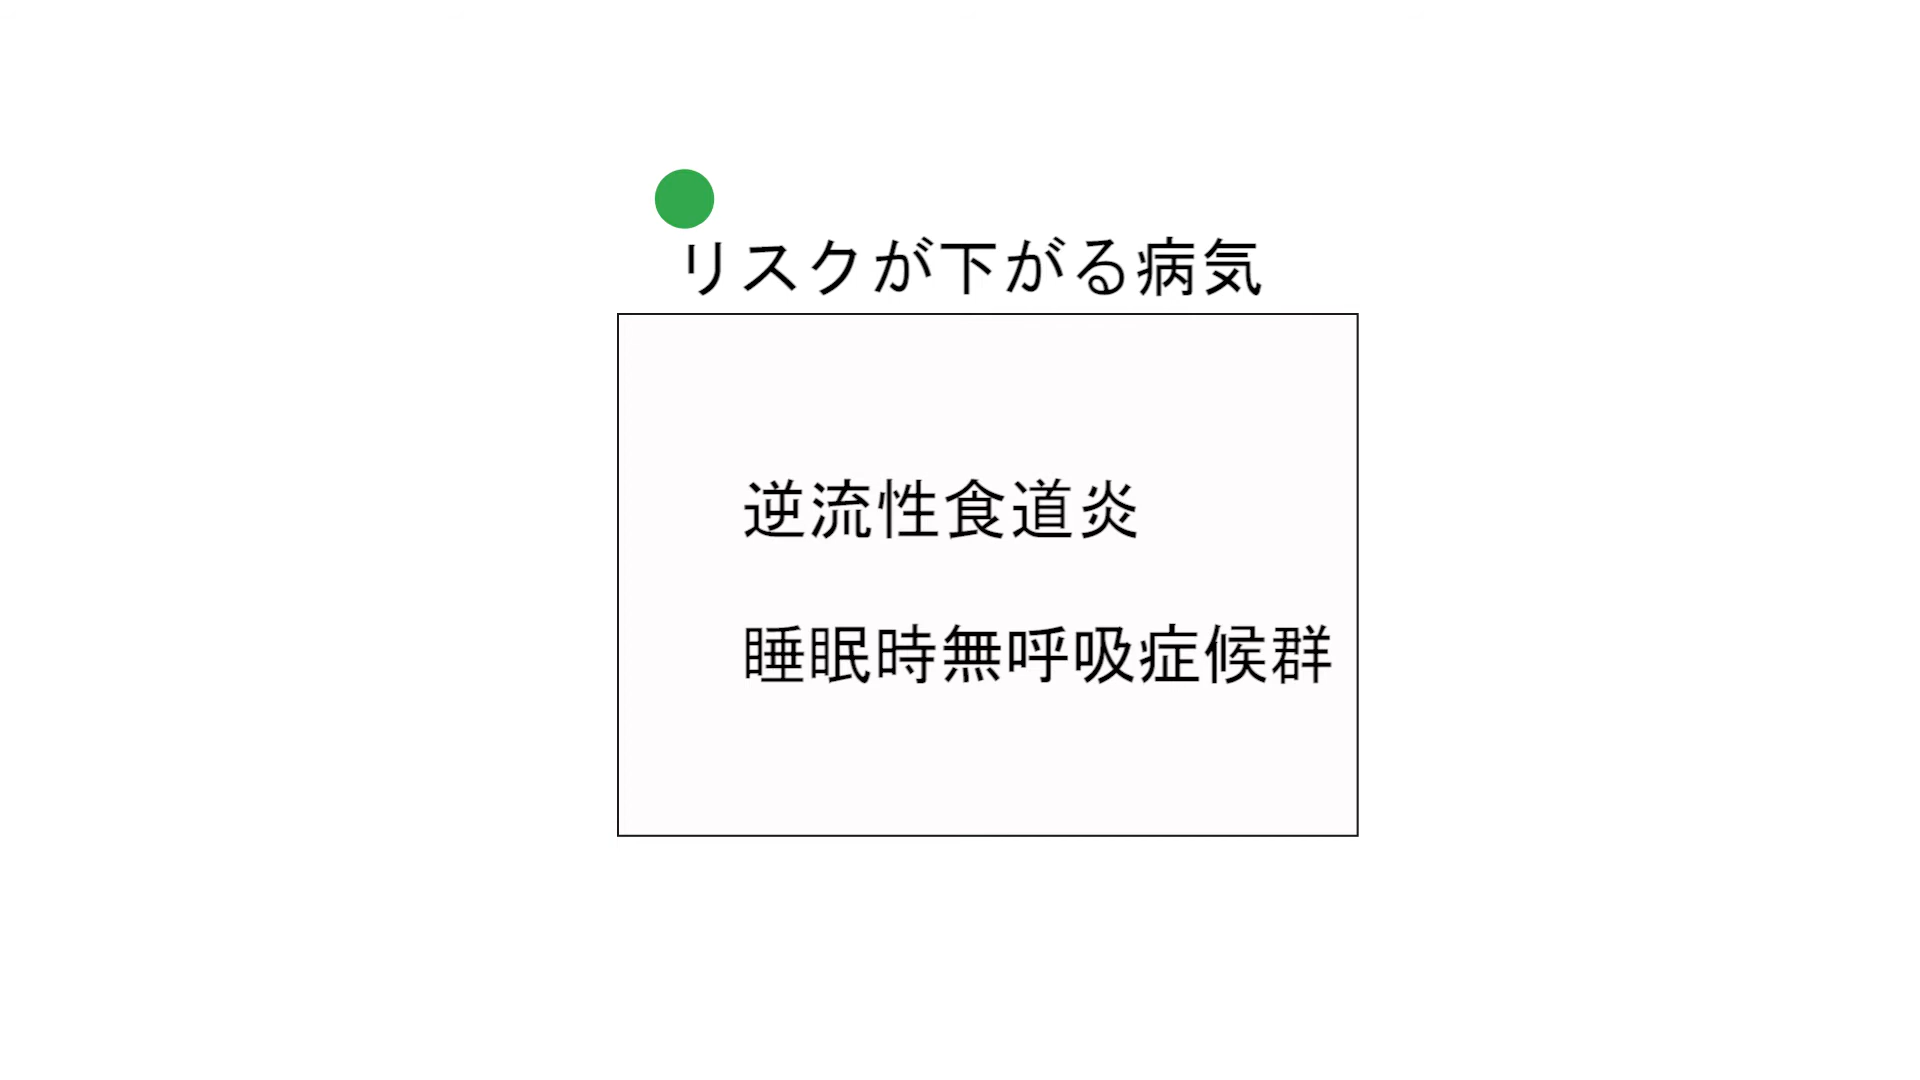 リスクが下がる病気
逆流性食道炎
睡眠時無呼吸症候群